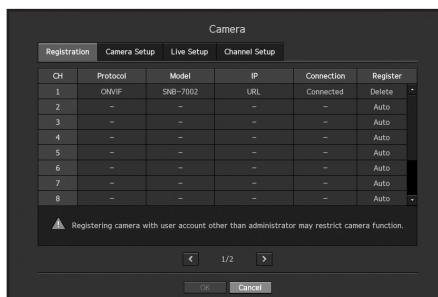 Camera
Registration Camera Setup Live Setup Channel Setup
CH Protocol Model IP Connection Register
1 ONVIF SNB-7002 URL Connected Delete
2 – – – – Auto
3 – – – – Auto
4 – – – – Auto
5 – – – – Auto
6 – – – – Auto
7 – – – – Auto
8 – – – – Auto
Registering camera with user account other than administrator may restrict camera function.
< 1/2 >
OK Cancel